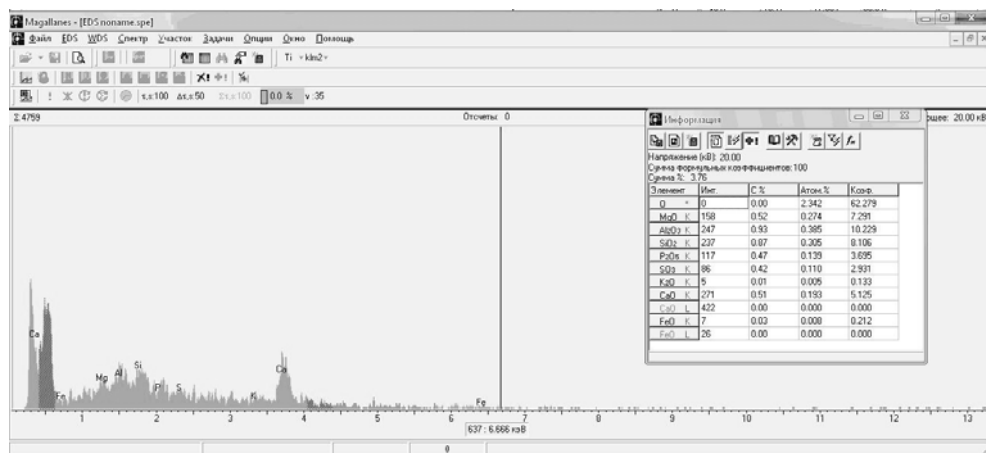 Magallanes - [EDS noname.spe]
Файл EDS WDS Спектр Участок Задачи Опции Окно Помощь
Ti klm2
τ,s:100 Δτ,s:50 Στ,s:100 0.0 % v:35
Σ:4759 Отсчеты: 0 20.00 кВ
Информация
Напряжение (кВ): 20.00
Сумма формульных коэффициентов:100
Сумма %: 3.76
Элемент Инт. C % Атом.% Коэф.
O * 0 0.00 2.342 62.279
MgO K 158 0.52 0.274 7.291
Al2O3 K 247 0.93 0.385 10.229
SiO2 K 237 0.87 0.305 8.106
P2O5 K 117 0.47 0.139 3.695
SO3 K 86 0.42 0.110 2.931
K2O K 5 0.01 0.005 0.133
CaO K 271 0.51 0.193 5.125
CaO L 422 0.00 0.000 0.000
FeO K 7 0.03 0.008 0.212
FeO L 26 0.00 0.000 0.000
Ca Fe Mg Al Si P S K Ca Fe
1 2 3 4 5 6 7 8 9 10 11 12 13
637 : 6.666 кэВ
0